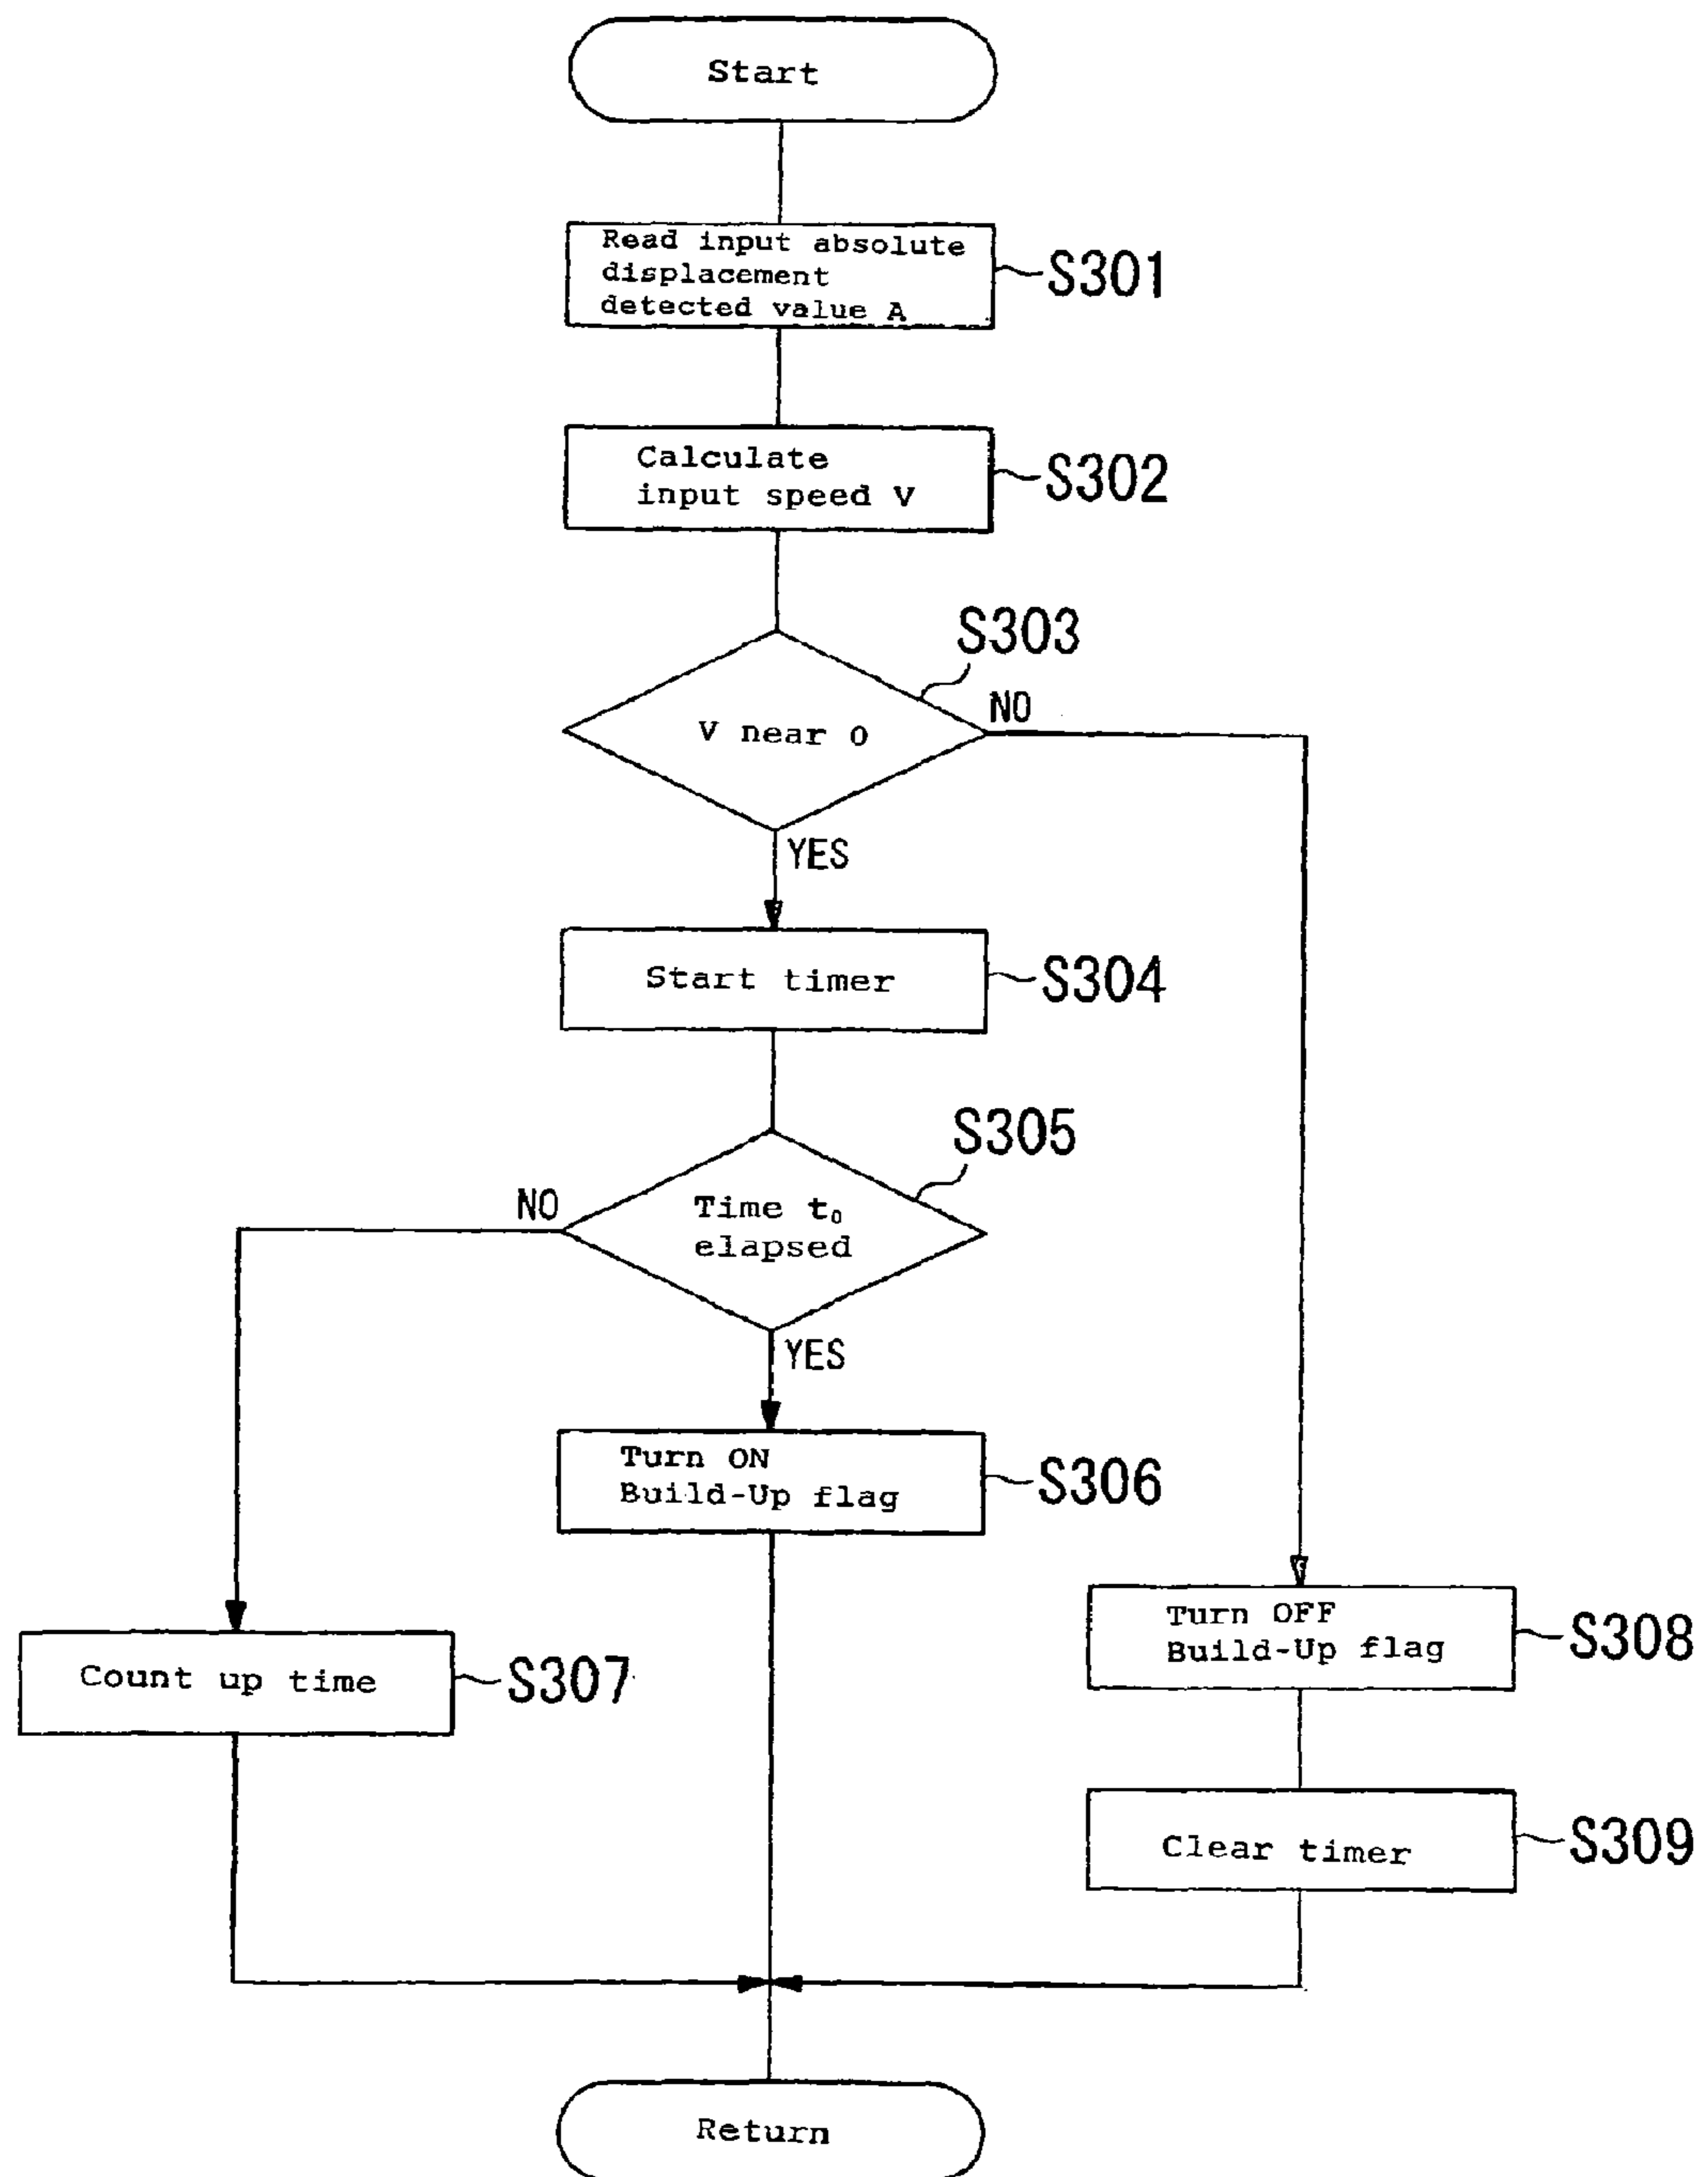 Start
Read input absolute
displacement
detected value A
S301
Calculate
input speed V
S302
S303
V near 0
NO
YES
Start timer
S304
S305
NO
Time t₀
elapsed
YES
Turn ON
Build-Up flag
S306
Turn OFF
Build-Up flag
S308
Count up time
S307
Clear timer
S309
Return